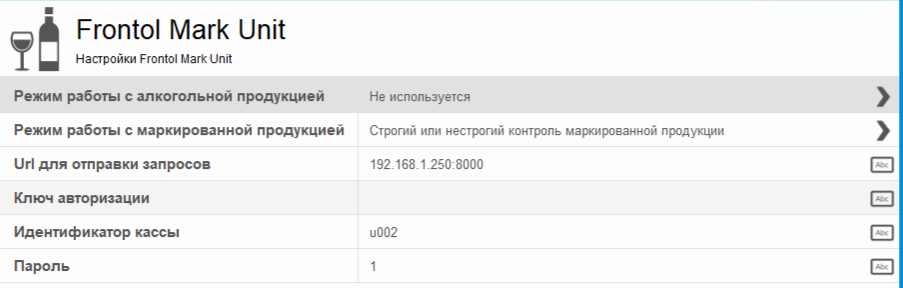 Frontol Mark Unit
Настройки Frontol Mark Unit
Режим работы с алкогольной продукцией Не используется
Режим работы с маркированной продукцией Строгий или нестрогий контроль маркированной продукции
Url для отправки запросов 192.168.1.250:8000 Abc
Ключ авторизации Abc
Идентификатор кассы u002 Abc
Пароль 1 Abc